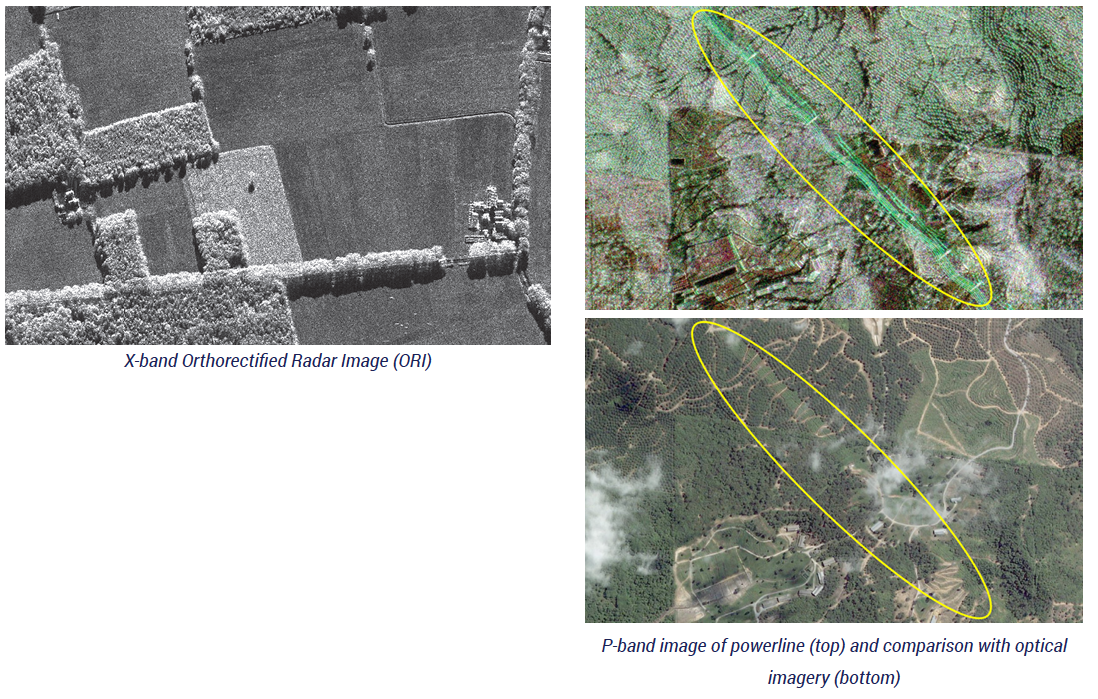 X-band Orthorectified Radar Image (ORI)
P-band image of powerline (top) and comparison with optical
imagery (bottom)